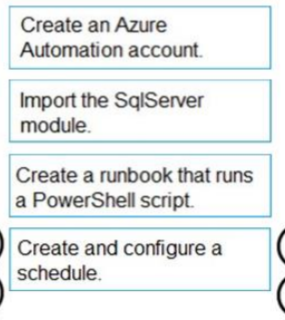 Create an Azure
Automation account.
Import the SqlServer
module.
Create a runbook that runs
a PowerShell script.
Create and configure a
schedule.